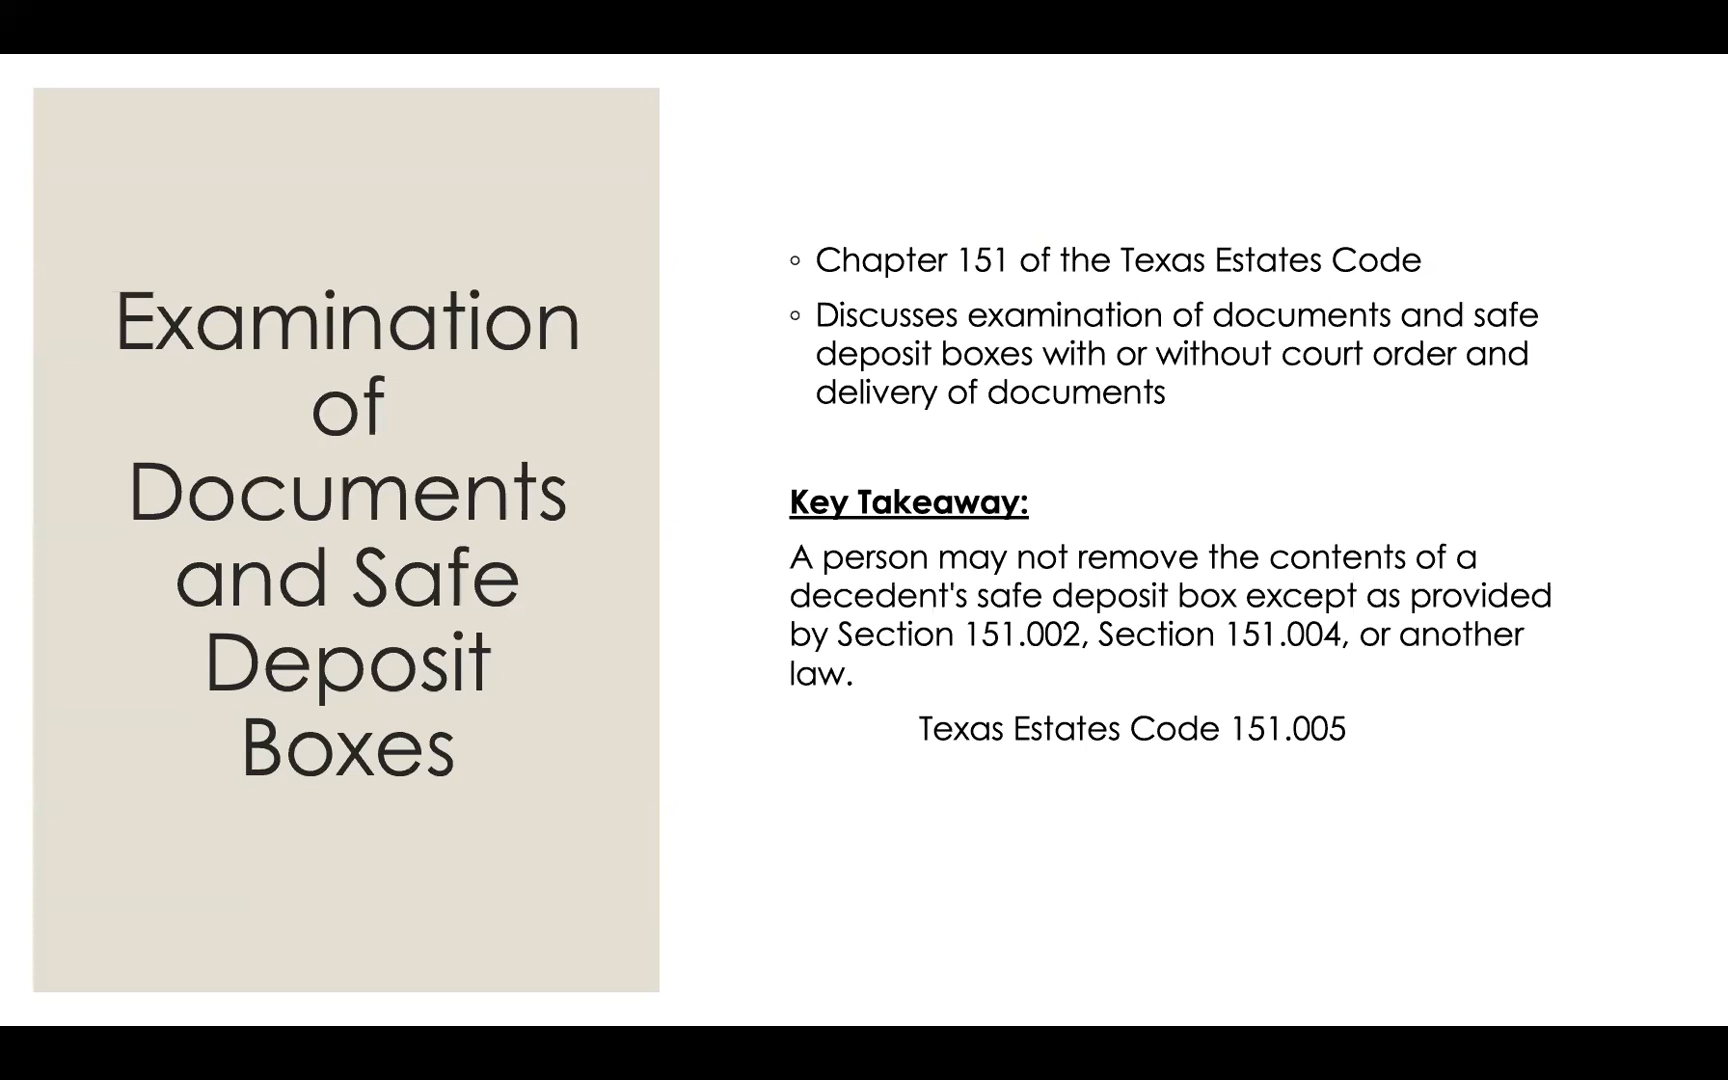 Examination
of
Documents
and Safe
Deposit
Boxes
◦ Chapter 151 of the Texas Estates Code
◦ Discusses examination of documents and safe
deposit boxes with or without court order and
delivery of documents
Key Takeaway:
A person may not remove the contents of a
decedent's safe deposit box except as provided
by Section 151.002, Section 151.004, or another
law.
Texas Estates Code 151.005